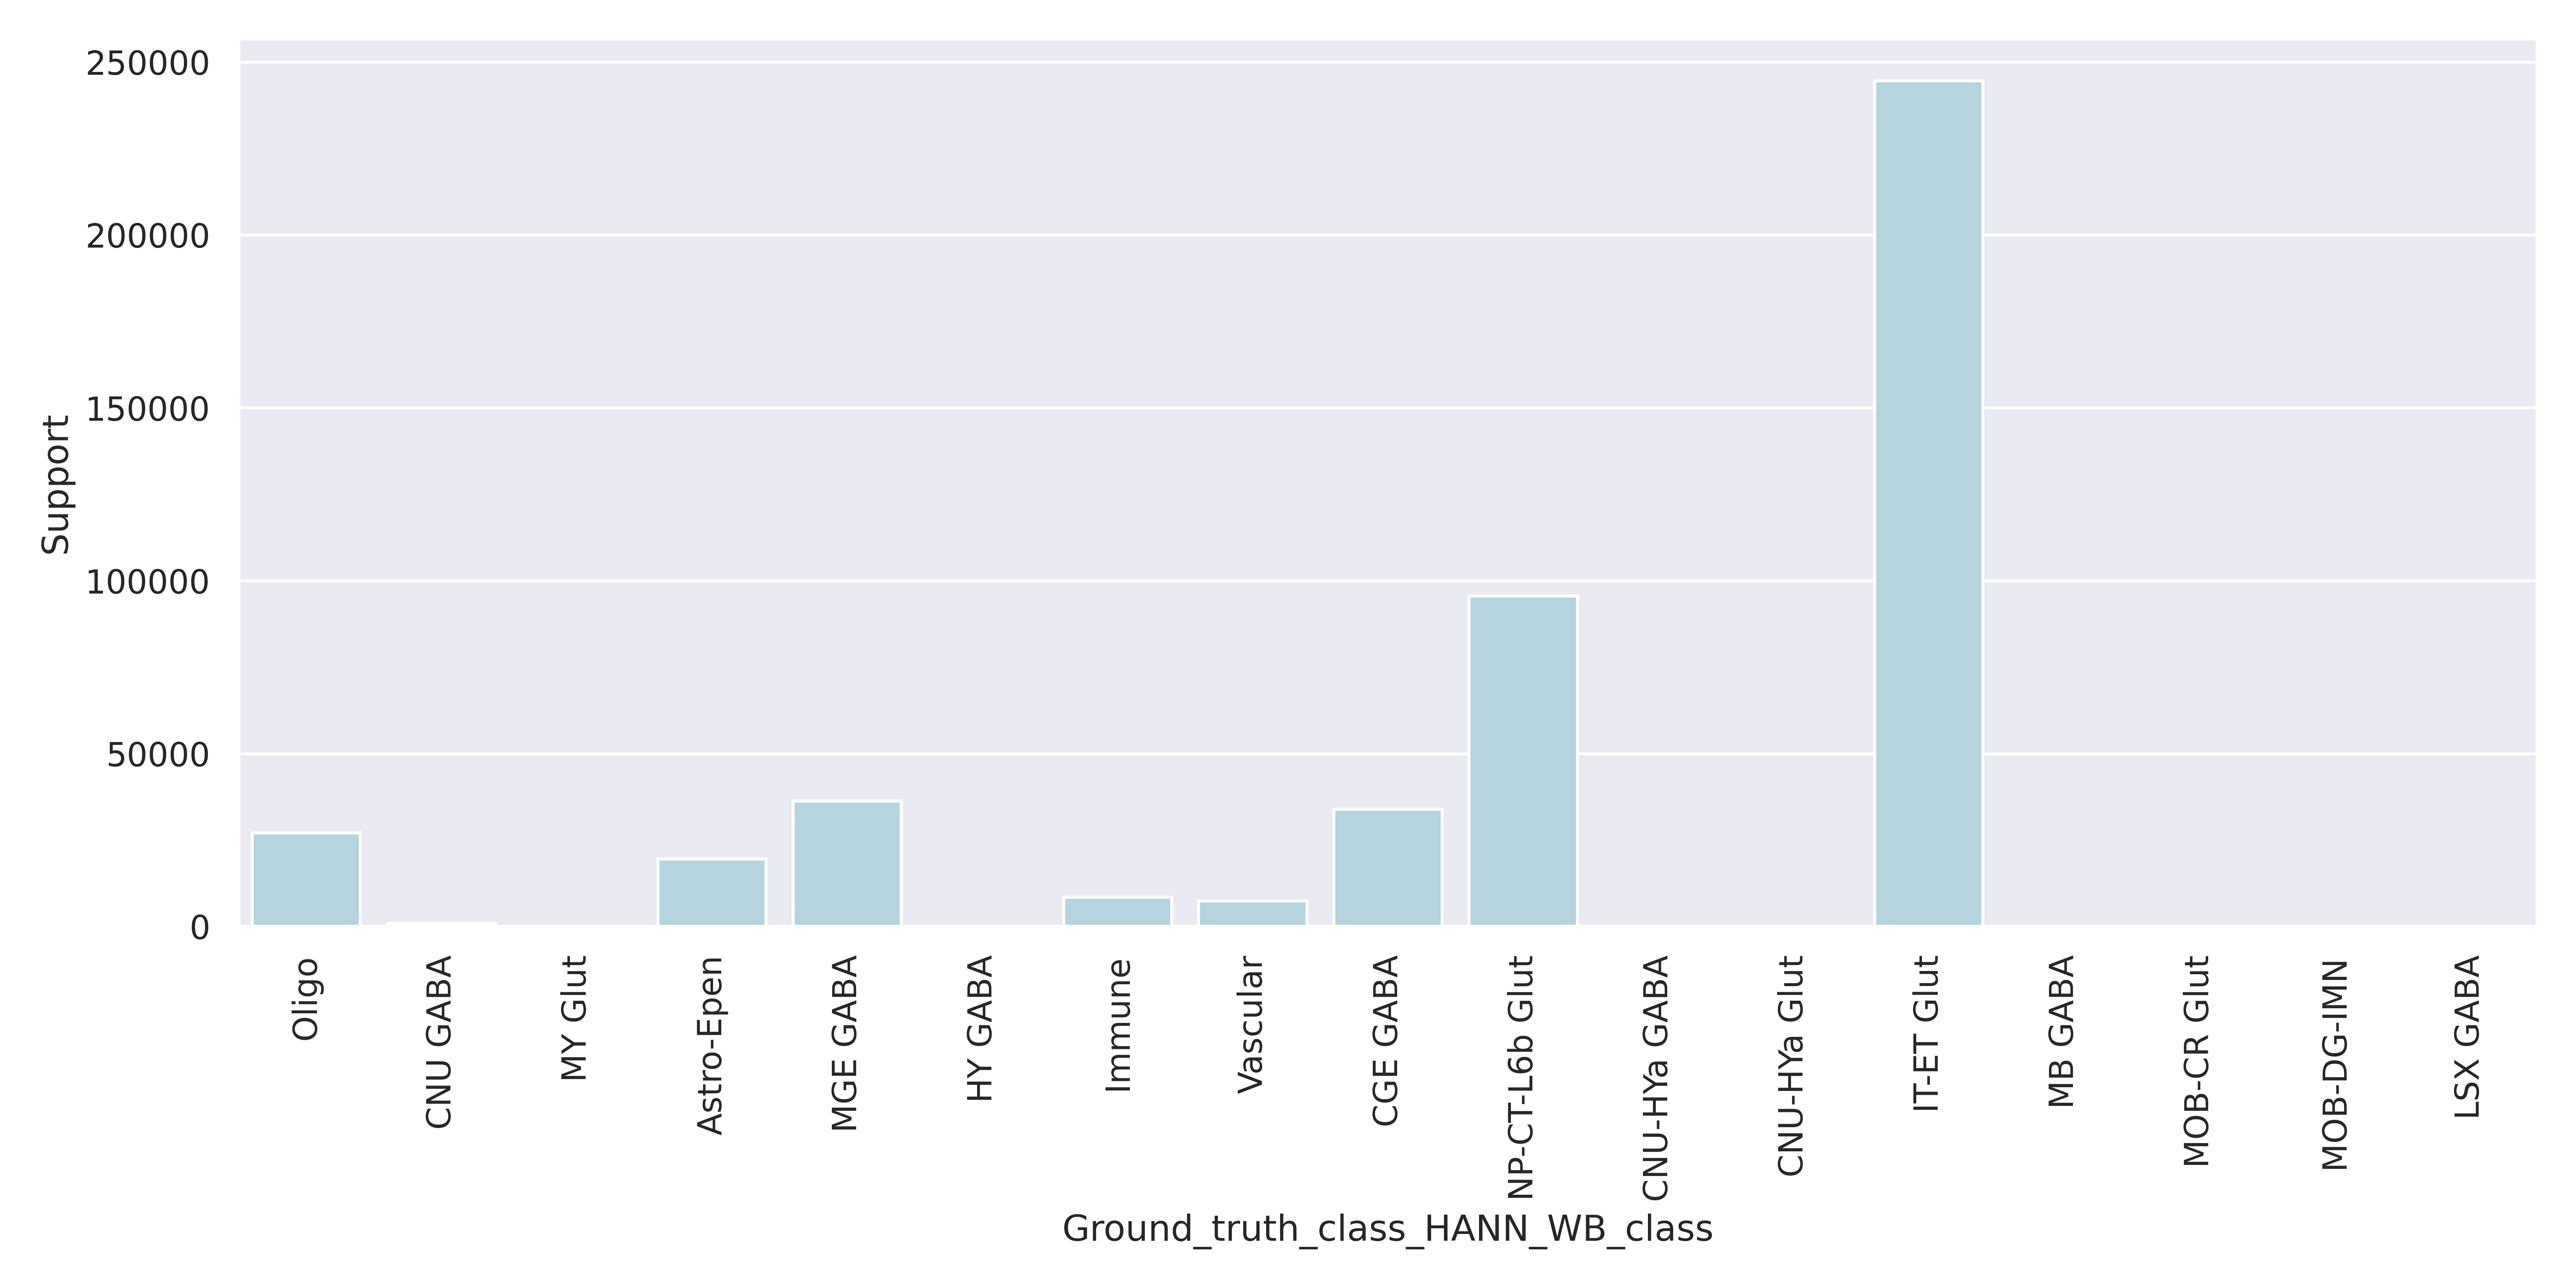 250000
200000
150000
100000
50000
0
Support
Oligo
CNU GABA
MY Glut
Astro-Epen
MGE GABA
HY GABA
Immune
Vascular
CGE GABA
NP-CT-L6b Glut
CNU-HYa GABA
CNU-HYa Glut
IT-ET Glut
MB GABA
MOB-CR Glut
MOB-DG-IMN
LSX GABA
Ground_truth_class_HANN_WB_class